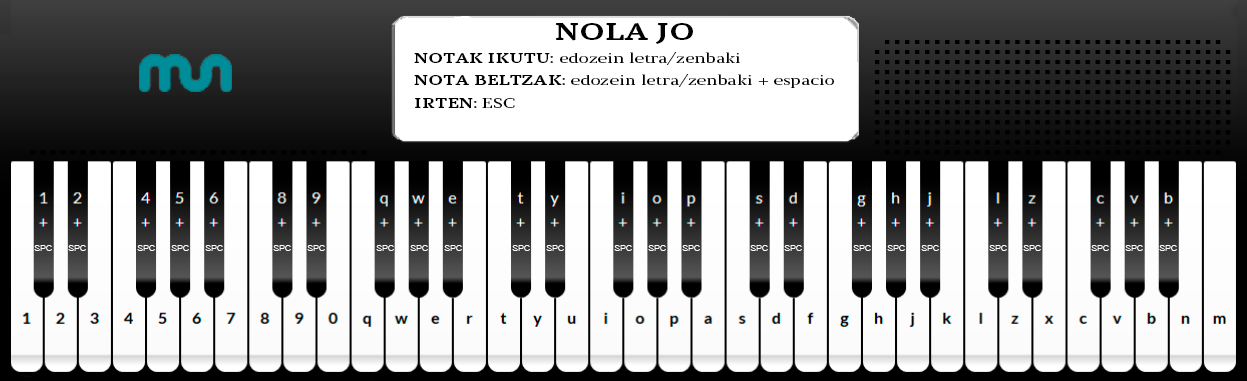 mun
NOLA JO
NOTAK IKUTU: edozein letra/zenbaki
NOTA BELTZAK: edozein letra/zenbaki + espacio
IRTEN: ESC
1 2 4 5 6 8 9 q w e t y i o p s d g h j l z c v b
+ + + + + + + + + + + + + + + + + + + + + + + + +
SPC SPC SPC SPC SPC SPC SPC SPC SPC SPC SPC SPC SPC SPC SPC SPC SPC SPC SPC SPC SPC SPC SPC SPC SPC
1 2 3 4 5 6 7 8 9 0 q w e r t y u i o p a s d f g h j k l z x c v b n m